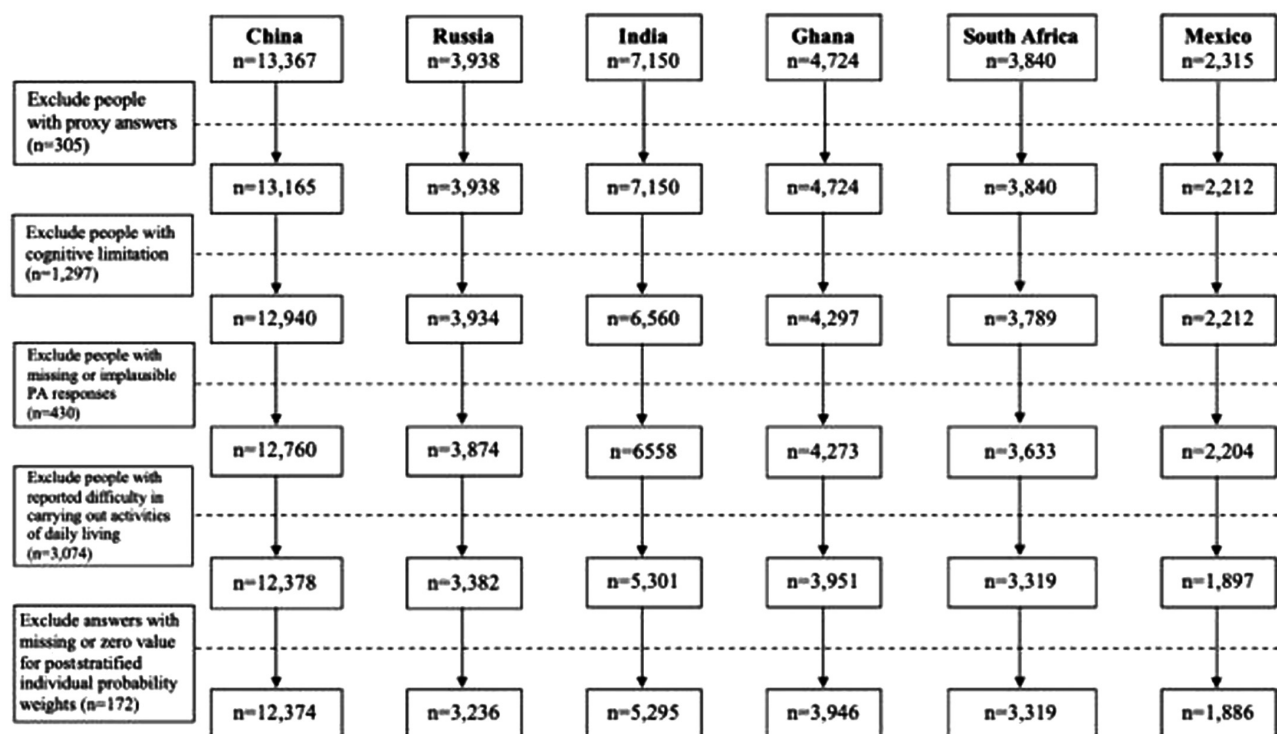 China
n=13,367
Russia
n=3,938
India
n=7,150
Ghana
n=4,724
South Africa
n=3,840
Mexico
n=2,315
Exclude people
with proxy answers
(n=305)
n=13,165
n=3,938
n=7,150
n=4,724
n=3,840
n=2,212
Exclude people with
cognitive limitation
(n=1,297)
n=12,940
n=3,934
n=6,560
n=4,297
n=3,789
n=2,212
Exclude people with
missing or implausible
PA responses
(n=430)
n=12,760
n=3,874
n=6558
n=4,273
n=3,633
n=2,204
Exclude people with
reported difficulty in
carrying out activities
of daily living
(n=3,074)
n=12,378
n=3,382
n=5,301
n=3,951
n=3,319
n=1,897
Exclude answers with
missing or zero value
for poststratified
individual probability
weights (n=172)
n=12,374
n=3,236
n=5,295
n=3,946
n=3,319
n=1,886